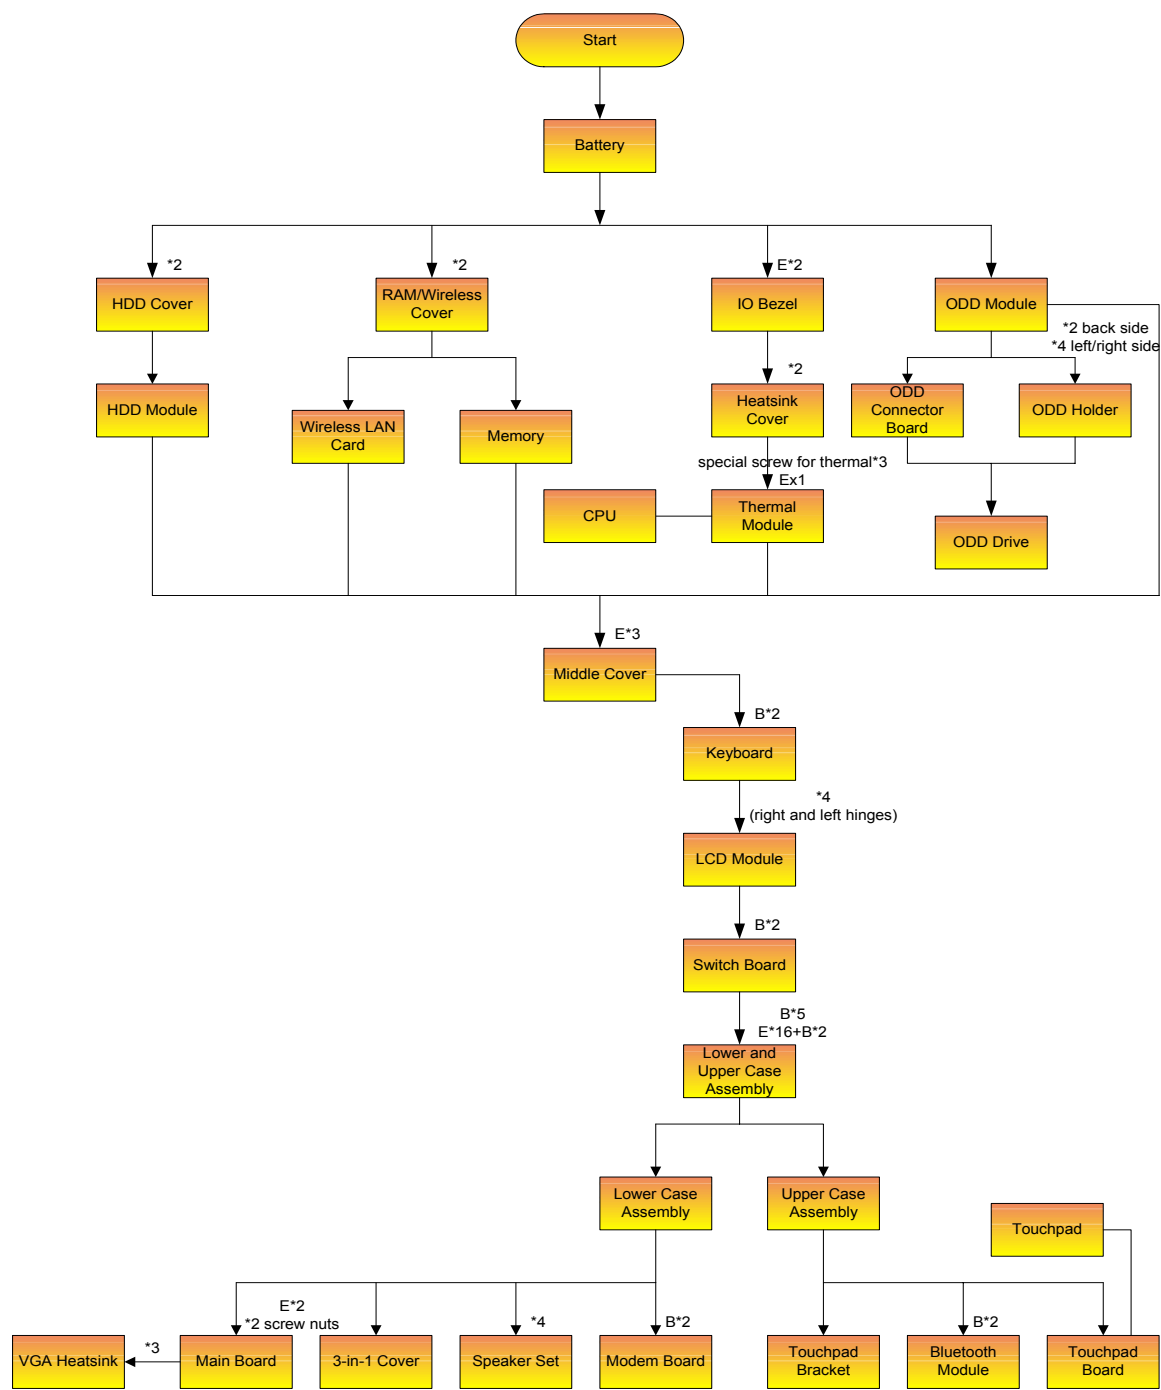 Start
Battery
*2
*2
E*2
HDD Cover
RAM/Wireless
Cover
IO Bezel
ODD Module
*2 back side
*4 left/right side
*2
HDD Module
Wireless LAN
Card
Memory
Heatsink
Cover
ODD
Connector
Board
ODD Holder
special screw for thermal*3
Ex1
CPU
Thermal
Module
ODD Drive
E*3
Middle Cover
B*2
Keyboard
*4
(right and left hinges)
LCD Module
B*2
Switch Board
B*5
E*16+B*2
Lower and
Upper Case
Assembly
Lower Case
Assembly
Upper Case
Assembly
Touchpad
E*2
*2 screw nuts
*4
B*2
B*2
*3
VGA Heatsink
Main Board
3-in-1 Cover
Speaker Set
Modem Board
Touchpad
Bracket
Bluetooth
Module
Touchpad
Board